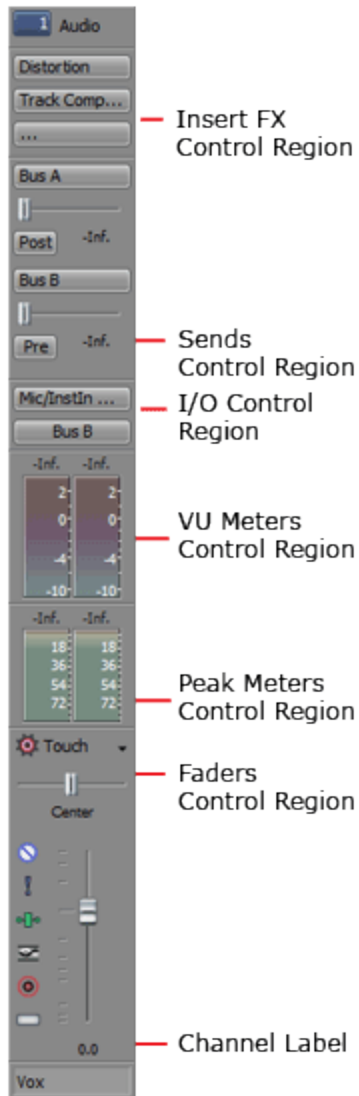 1 Audio
Distortion
Track Comp...
...
Insert FX
Control Region
Bus A
Post -Inf.
Bus B
Pre -Inf.
Sends
Control Region
Mic/InstIn ...
Bus B
I/O Control
Region
-Inf. -Inf.
2 2
0 0
-4 -4
-10 -10
VU Meters
Control Region
-Inf. -Inf.
18 18
36 36
54 54
72 72
Peak Meters
Control Region
Touch
Center
Faders
Control Region
0.0
Channel Label
Vox